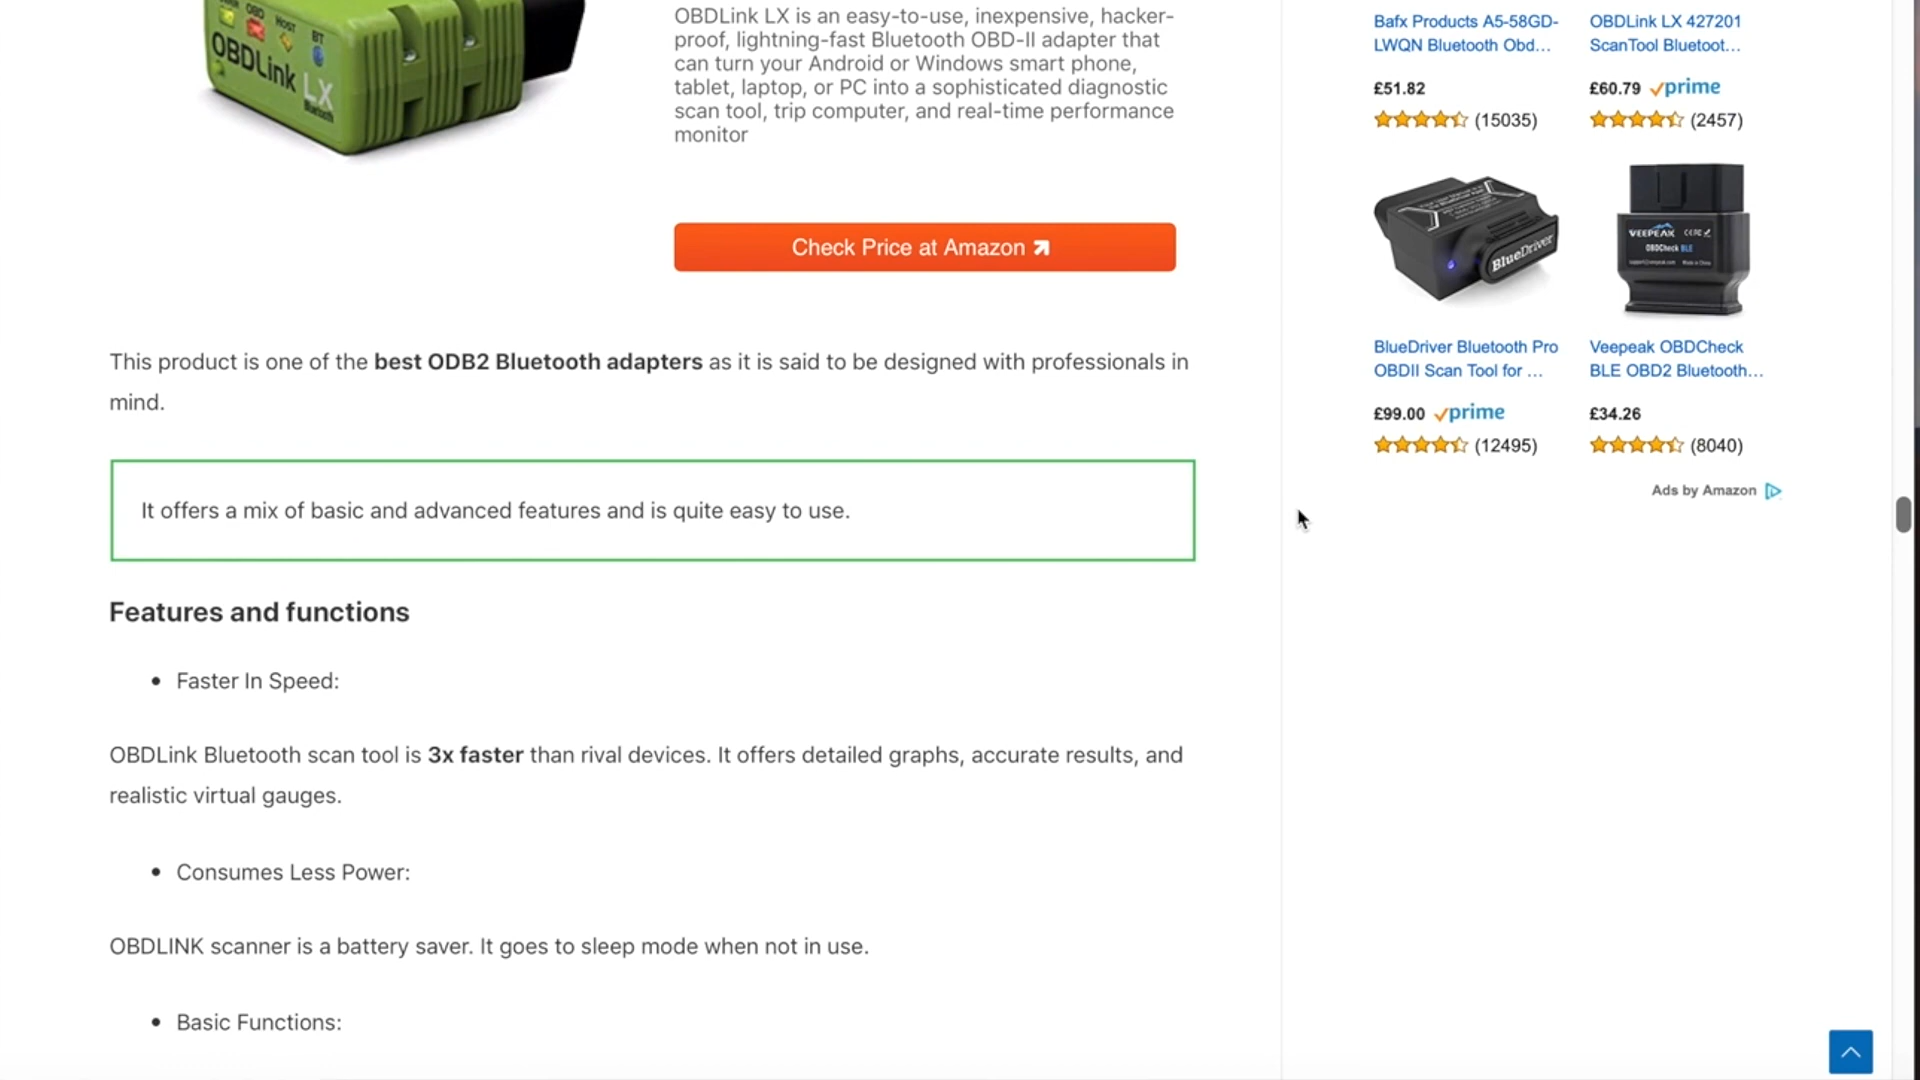 OBD
HOST
BT
OBDLink LX
Bluetooth
OBDLink LX is an easy-to-use, inexpensive, hacker-
proof, lightning-fast Bluetooth OBD-II adapter that
can turn your Android or Windows smart phone,
tablet, laptop, or PC into a sophisticated diagnostic
scan tool, trip computer, and real-time performance
monitor
Check Price at Amazon
This product is one of the best ODB2 Bluetooth adapters as it is said to be designed with professionals in
mind.
It offers a mix of basic and advanced features and is quite easy to use.
Features and functions
• Faster In Speed:
OBDLink Bluetooth scan tool is 3x faster than rival devices. It offers detailed graphs, accurate results, and
realistic virtual gauges.
• Consumes Less Power:
OBDLINK scanner is a battery saver. It goes to sleep mode when not in use.
• Basic Functions:
Bafx Products A5-58GD-
LWQN Bluetooth Obd...
£51.82
(15035)
OBDLink LX 427201
ScanTool Bluetoot...
£60.79 prime
(2457)
BlueDriver
BlueDriver Bluetooth Pro
OBDII Scan Tool for ...
£99.00 prime
(12495)
VEEPEAK
OBDCheck BLE
Veepeak OBDCheck
BLE OBD2 Bluetooth...
£34.26
(8040)
Ads by Amazon